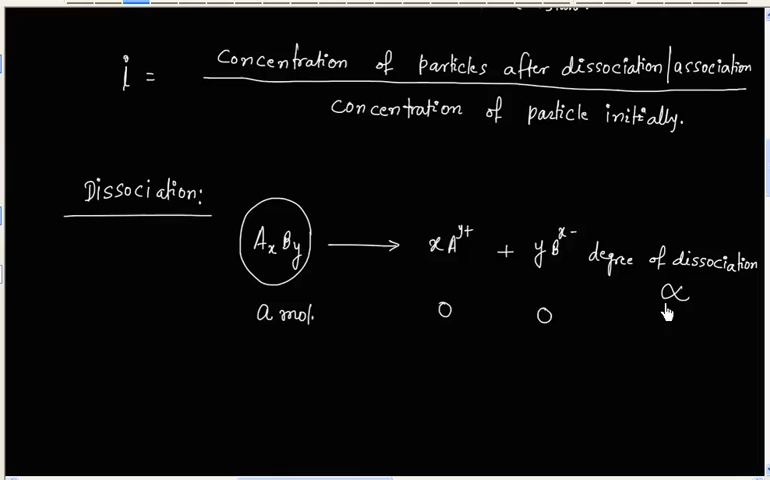 i = Concentration of particles after dissociation/association
Concentration of particle initially.
Dissociation:
AxBy → xA^y+ + yB^x- degree of dissociation
∝
a mol. 0 0